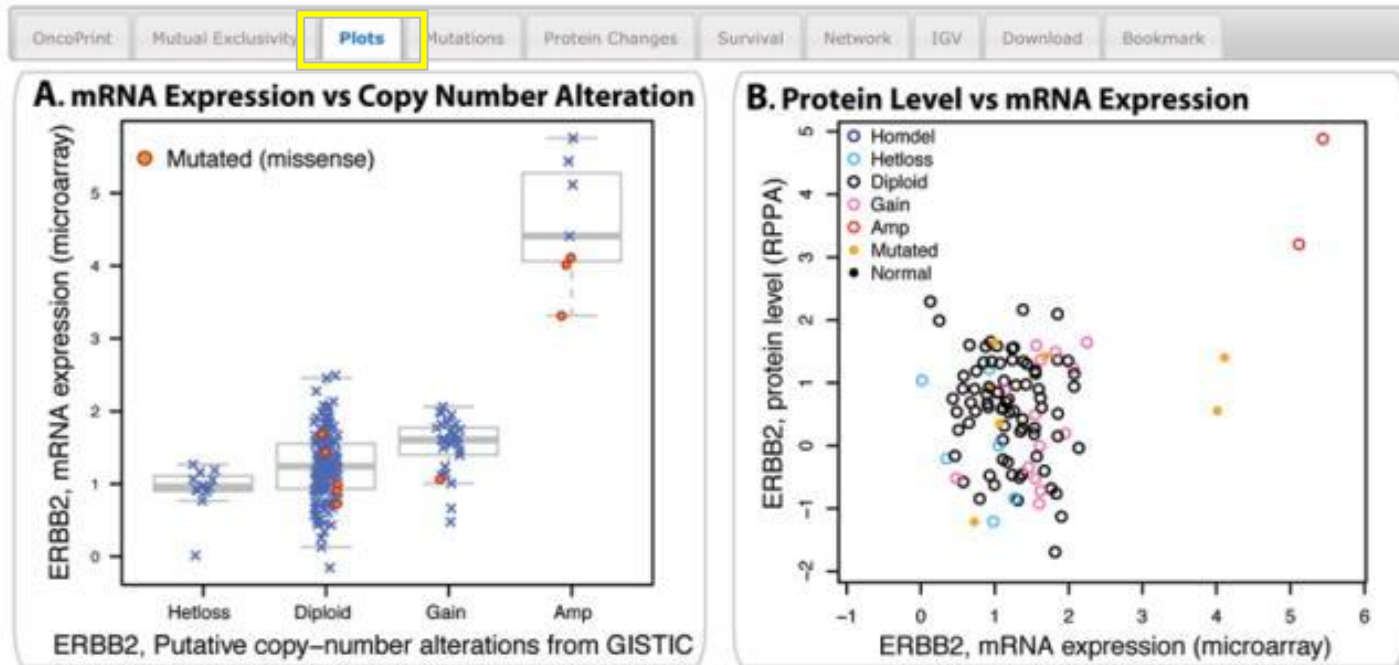 OncoPrint Mutual Exclusivity Plots Mutations Protein Changes Survival Network IGV Download Bookmark
A. mRNA Expression vs Copy Number Alteration
ERBB2, mRNA expression (microarray)
Mutated (missense)
5
4
3
2
1
0
Hetloss Diploid Gain Amp
ERBB2, Putative copy-number alterations from GISTIC
B. Protein Level vs mRNA Expression
ERBB2, protein level (RPPA)
5
4
3
2
1
0
-1
-2
Homdel
Hetloss
Diploid
Gain
Amp
Mutated
Normal
-1 0 1 2 3 4 5 6
ERBB2, mRNA expression (microarray)